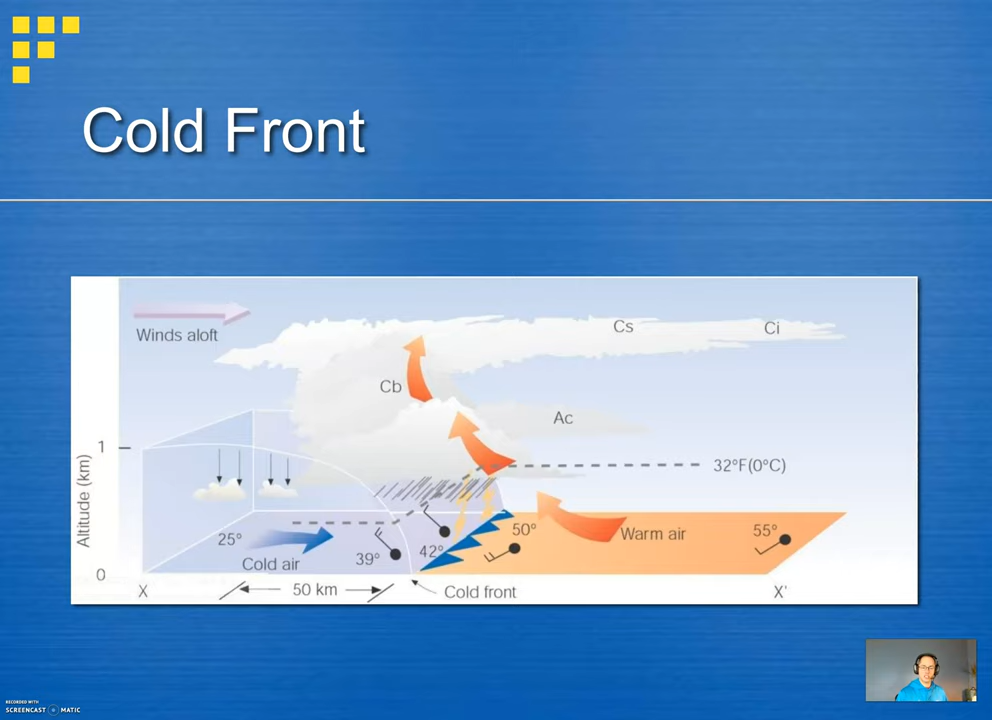 Cold Front
Winds aloft
Cs
Ci
Cb
Ac
1
32°F(0°C)
Altitude (km)
25°
Cold air
39°
42°
50°
Warm air
55°
0
X
50 km
Cold front
X'
RECORDED WITH
SCREENCAST MATIC